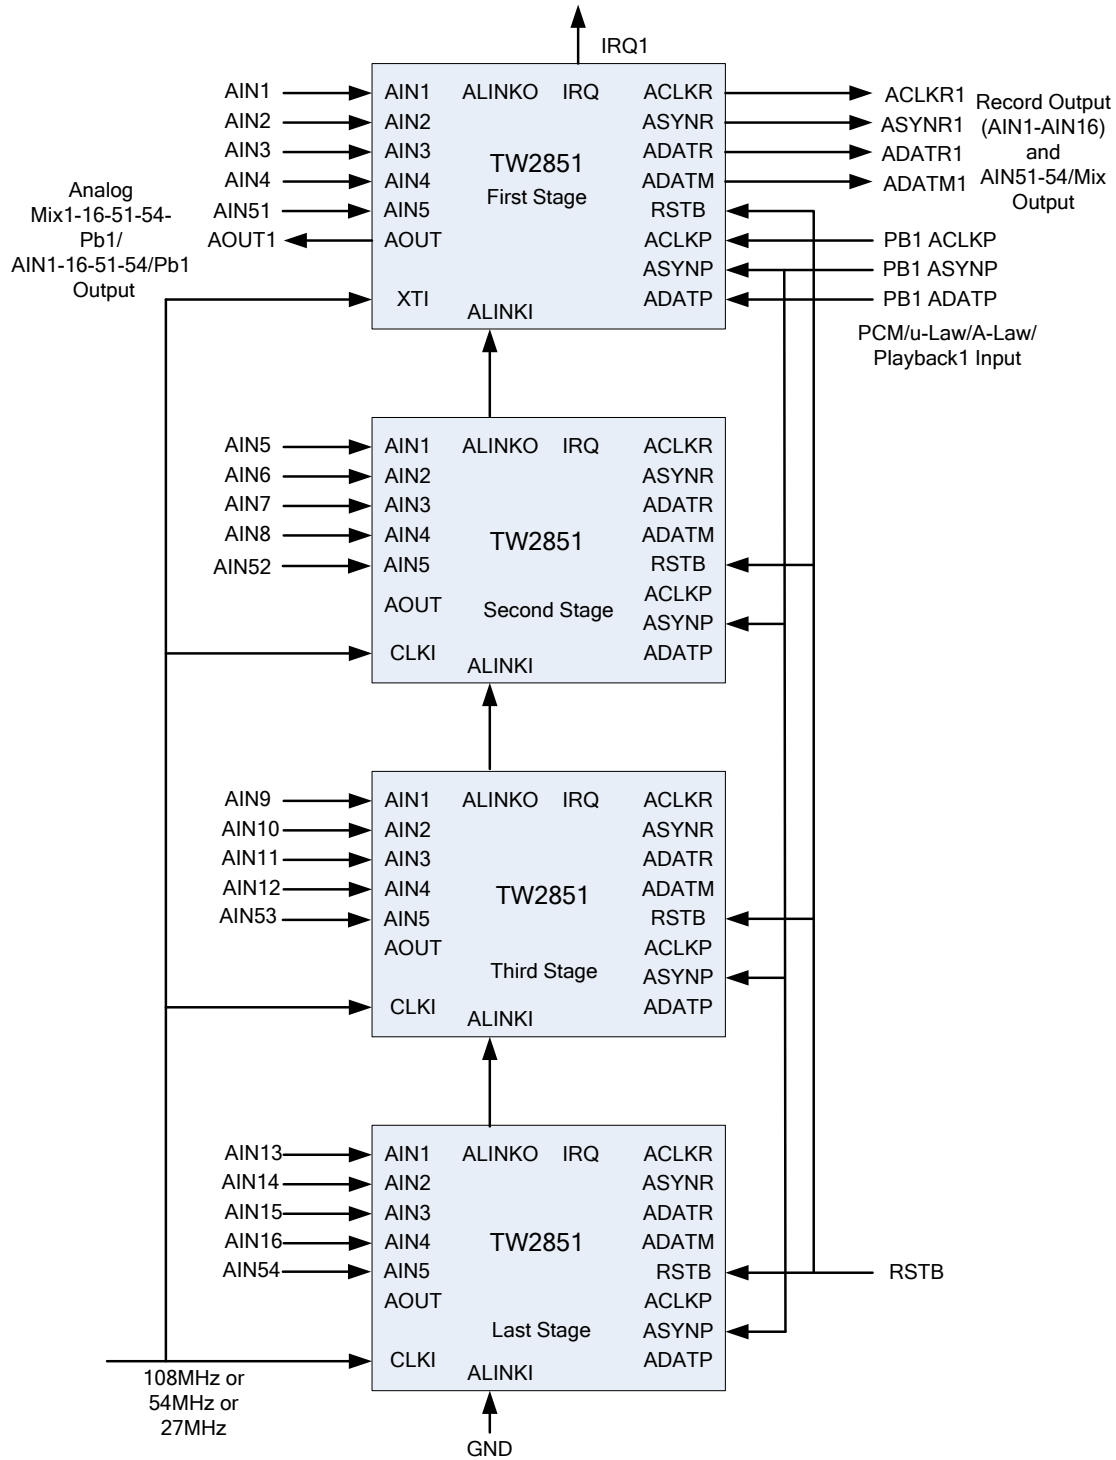 IRQ1
AIN1 AIN1 ALINKO IRQ ACLKR ACLKR1
AIN2 AIN2 ASYNR ASYNR1
AIN3 AIN3 ADATR ADATR1
AIN4 AIN4 ADATM ADATM1
AIN51 AIN5 RSTB
AOUT1 AOUT ACLKP PB1 ACLKP
ASYNP PB1 ASYNP
XTI ADATP PB1 ADATP
ALINKI
TW2851
First Stage
Record Output
(AIN1-AIN16)
and
AIN51-54/Mix
Output
Analog
Mix1-16-51-54-
Pb1/
AIN1-16-51-54/Pb1
Output
PCM/u-Law/A-Law/
Playback1 Input
AIN5 AIN1 ALINKO IRQ ACLKR
AIN6 AIN2 ASYNR
AIN7 AIN3 ADATR
AIN8 AIN4 TW2851 ADATM
AIN52 AIN5 RSTB
AOUT Second Stage ACLKP
ASYNP
CLKI ADATP
ALINKI
AIN9 AIN1 ALINKO IRQ ACLKR
AIN10 AIN2 ASYNR
AIN11 AIN3 ADATR
AIN12 AIN4 TW2851 ADATM
AIN53 AIN5 RSTB
AOUT ACLKP
Third Stage ASYNP
CLKI ADATP
ALINKI
AIN13 AIN1 ALINKO IRQ ACLKR
AIN14 AIN2 ASYNR
AIN15 AIN3 ADATR
AIN16 AIN4 TW2851 ADATM
AIN54 AIN5 RSTB RSTB
AOUT ACLKP
Last Stage ASYNP
CLKI ADATP
ALINKI
108MHz or
54MHz or
27MHz
GND